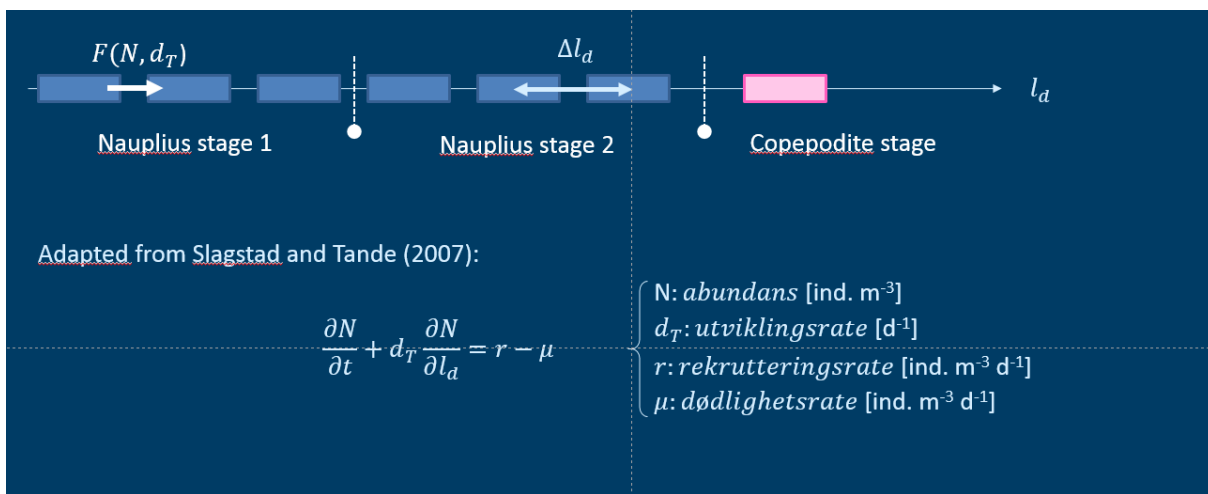 F(N, d_T)
Δl_d
l_d
Nauplius stage 1
Nauplius stage 2
Copepodite stage
Adapted from Slagstad and Tande (2007):
∂N/∂t + d_T ∂N/∂l_d = r − μ
N: abundans [ind. m⁻³]
d_T: utviklingsrate [d⁻¹]
r: rekrutteringsrate [ind. m⁻³ d⁻¹]
μ: dødlighetsrate [ind. m⁻³ d⁻¹]